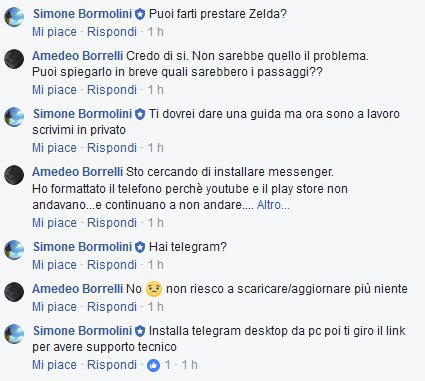 Simone Bormolini Puoi farti prestare Zelda?
Mi piace · Rispondi · 1 h
Amedeo Borrelli Credo di si. Non sarebbe quello il problema.
Puoi spiegarlo in breve quali sarebbero i passaggi??
Mi piace · Rispondi · 1 h
Simone Bormolini Ti dovrei dare una guida ma ora sono a lavoro
scrivimi in privato
Mi piace · Rispondi · 1 h
Amedeo Borrelli Sto cercando di installare messenger.
Ho formattato il telefono perchè youtube e il play store non
andavano...e continuano a non andare.... Altro...
Mi piace · Rispondi · 1 h
Simone Bormolini Hai telegram?
Mi piace · Rispondi · 1 h
Amedeo Borrelli No 😟 non riesco a scaricare/aggiornare più niente
Mi piace · Rispondi · 1 h
Simone Bormolini Installa telegram desktop da pc poi ti giro il link
per avere supporto tecnico
Mi piace · Rispondi · 1 · 1 h